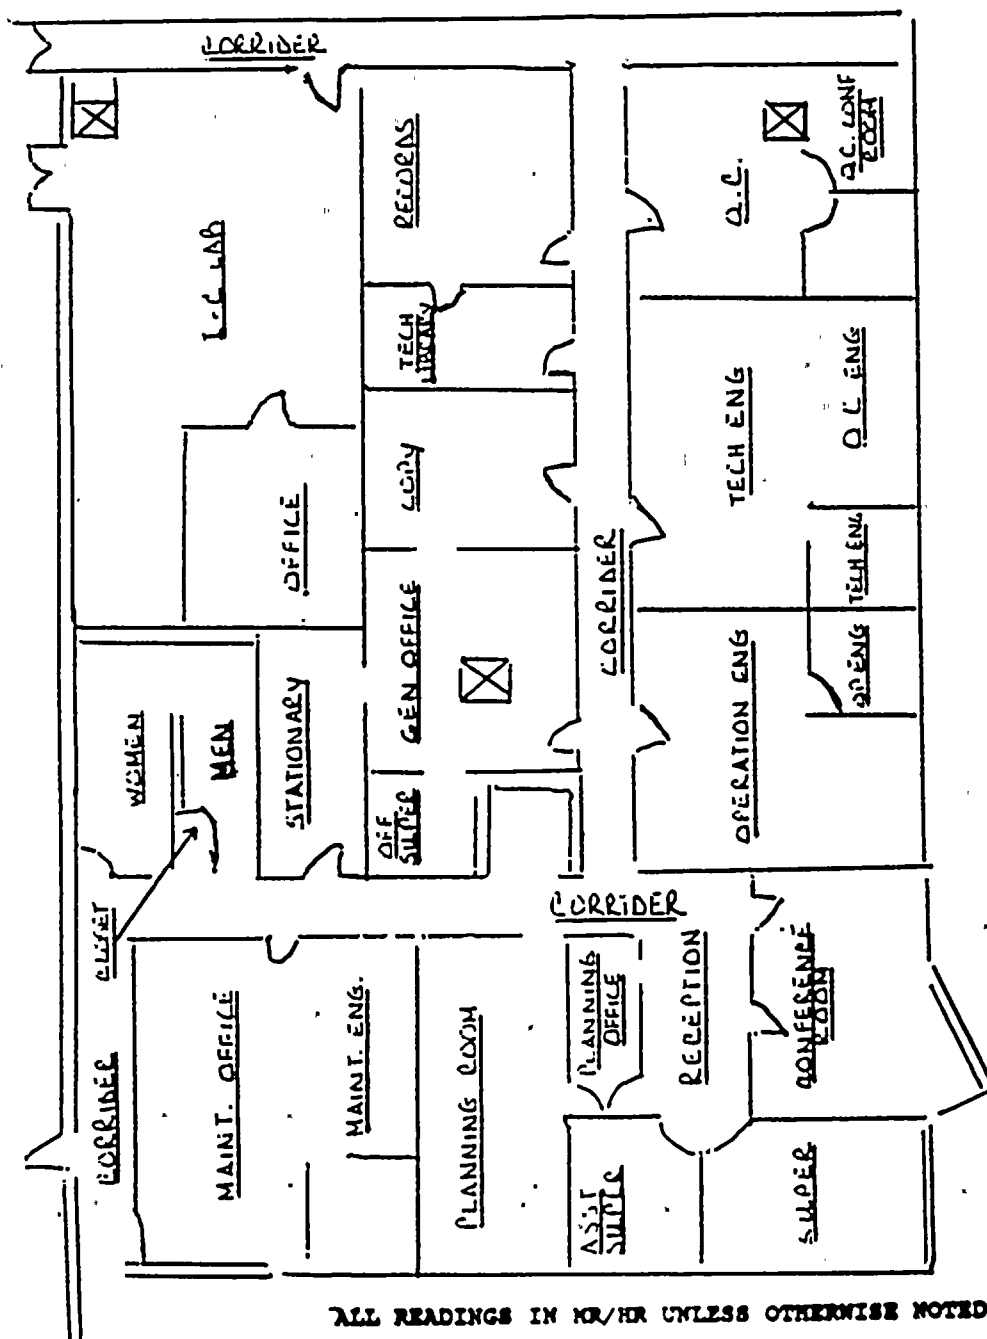 CORRIDER
RECORDS
Q.C. CONF
ROOM
Q.C.
I-C LAB
TECH
LIBRARY
TECH ENG
Q C ENG
COPY
OFFICE
TECH ENG
CORRIDER
GEN OFFICE
OPENG
OPERATION ENG
WOMEN
MEN
STATIONARY
OFF
SUPER
CLOSET
CORRIDER
CORRIDER
MAINT. OFFICE
MAINT. ENG.
PLANNING ROOM
PLANNING
OFFICE
RECEPTION
CONFERENCE
ROOM
ASST
SUPER
SUPER
ALL READINGS IN MR/HR UNLESS OTHERWISE NOTED